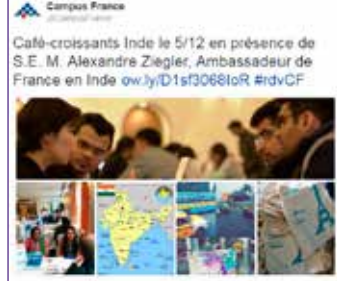 Campus France
Café-croissants Inde le 5/12 en présence de
S.E. M. Alexandre Ziegler, Ambassadeur de
France en Inde ow.ly/D1sf3068IoR #rdvCF